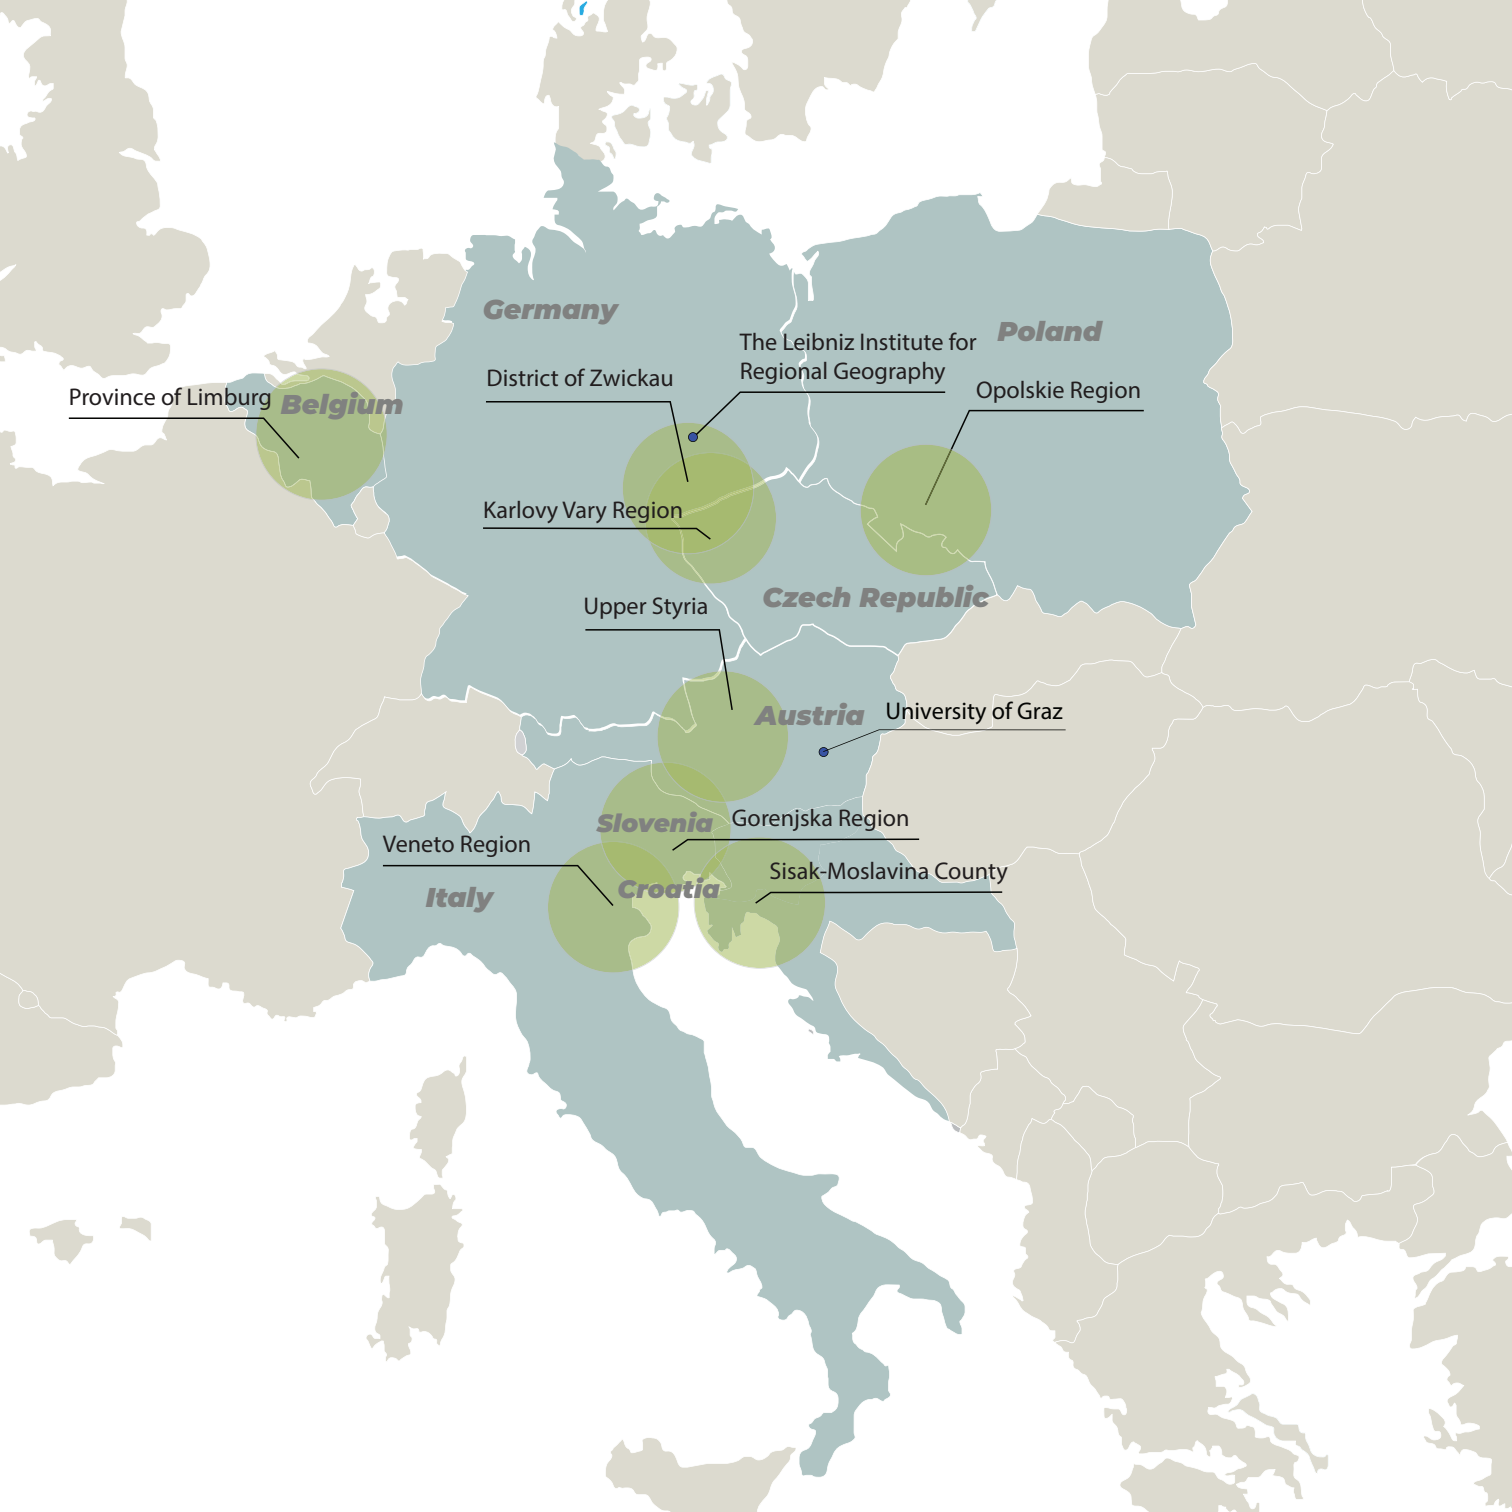 Germany
Poland
The Leibniz Institute for
Regional Geography
District of Zwickau
Opolskie Region
Province of Limburg
Belgium
Karlovy Vary Region
Czech Republic
Upper Styria
Austria
University of Graz
Slovenia
Gorenjska Region
Veneto Region
Sisak-Moslavina County
Croatia
Italy